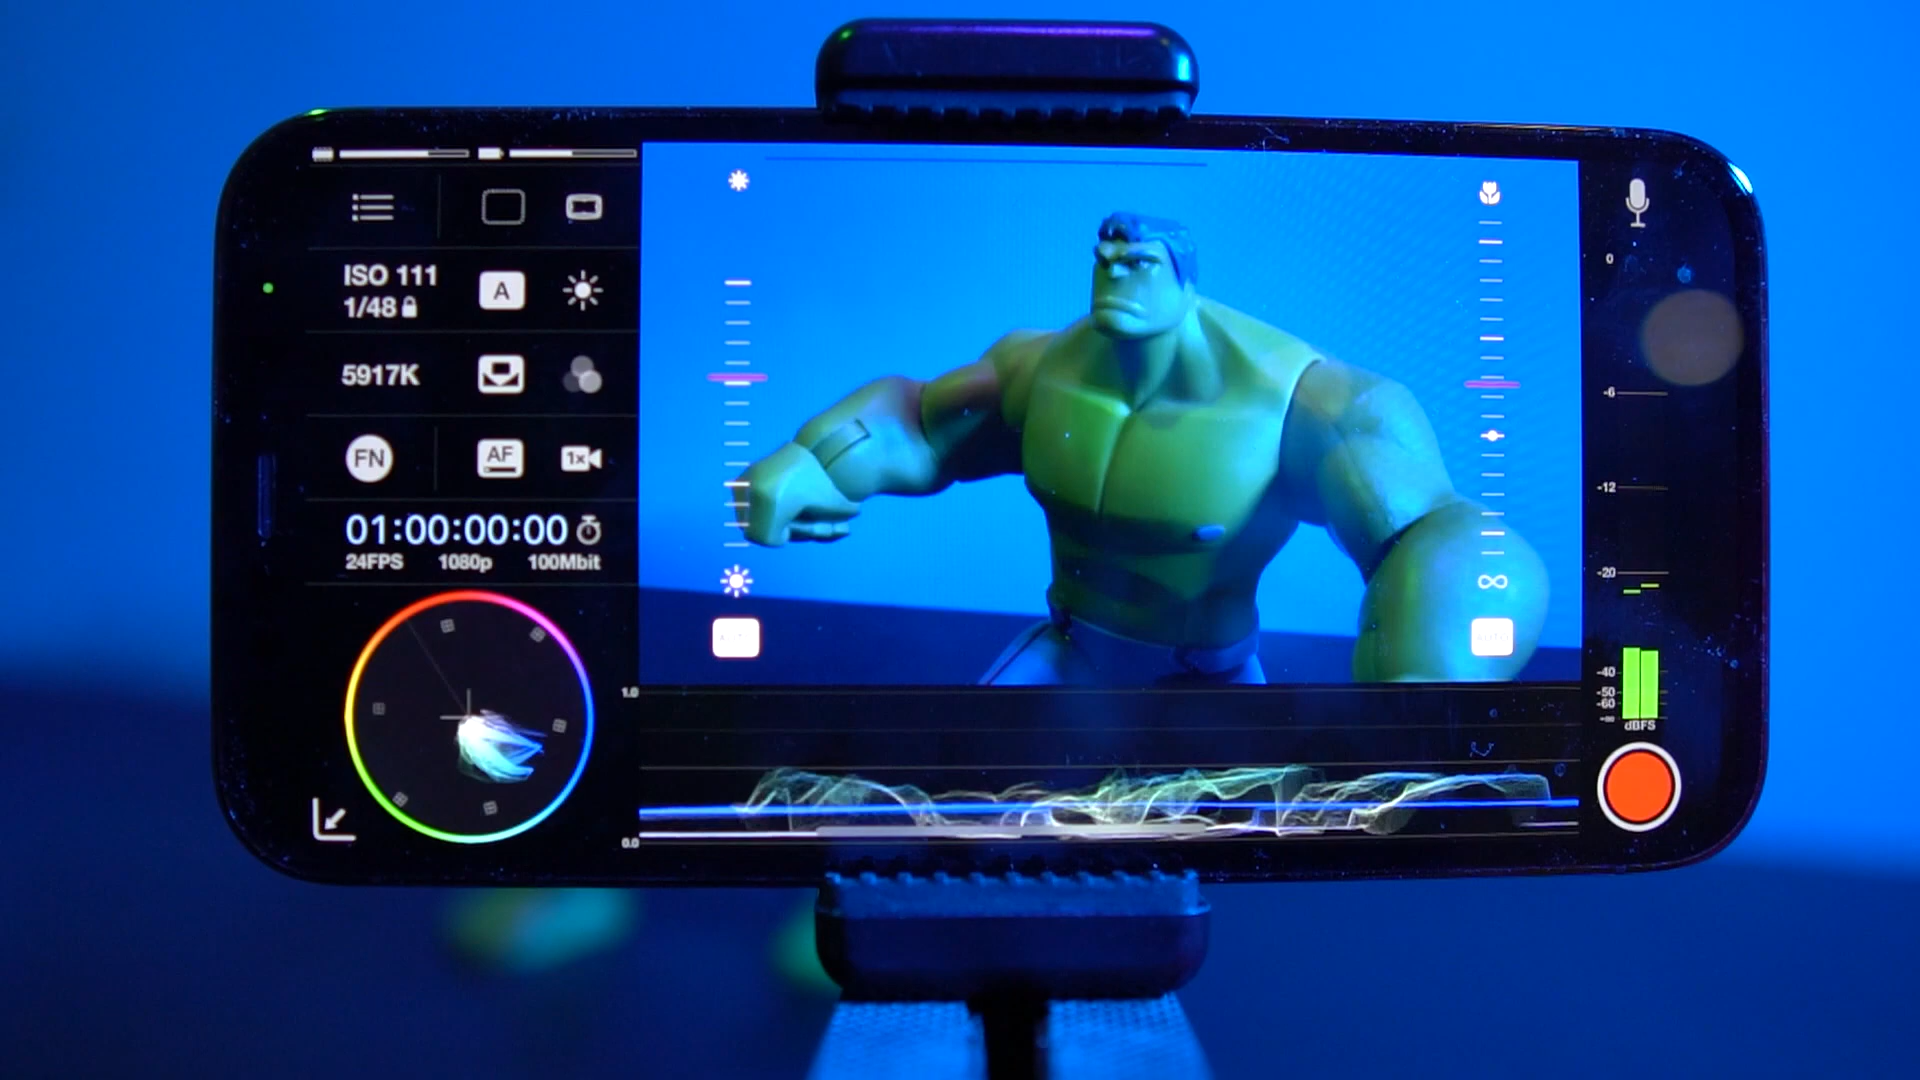 ISO 111
1/48
A
5917K
FN
AF
1x
01:00:00:00
24FPS 1080p 100Mbit
1.0
0.0
0
-6
-12
-20
-40
-50
-60
-∞
dBFS